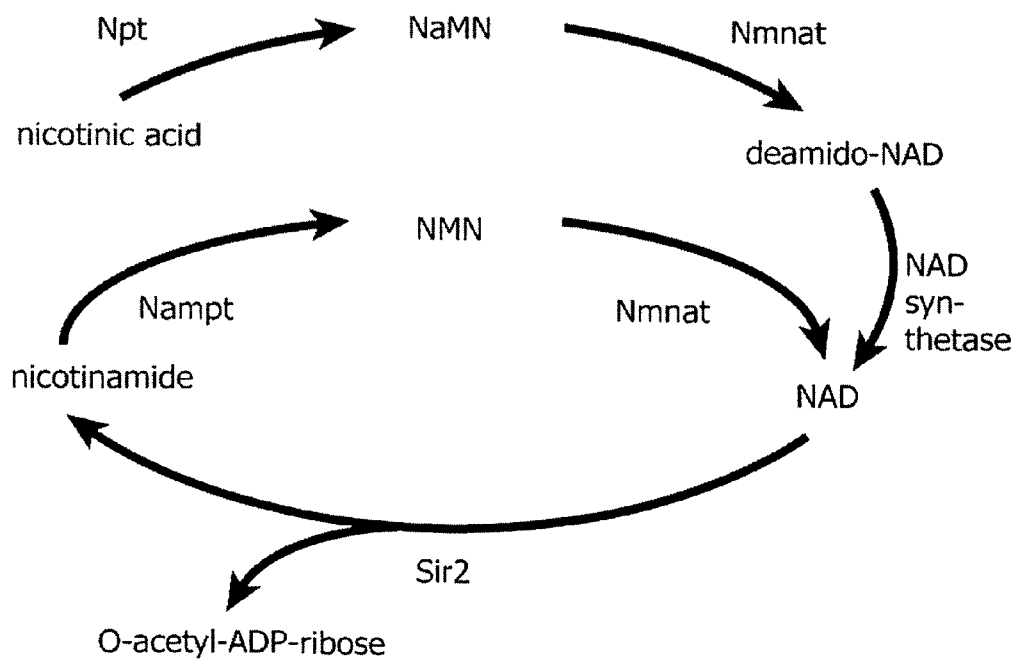 Npt
NaMN
Nmnat
nicotinic acid
deamido-NAD
NMN
NAD
syn-
thetase
Nampt
Nmnat
nicotinamide
NAD
Sir2
O-acetyl-ADP-ribose